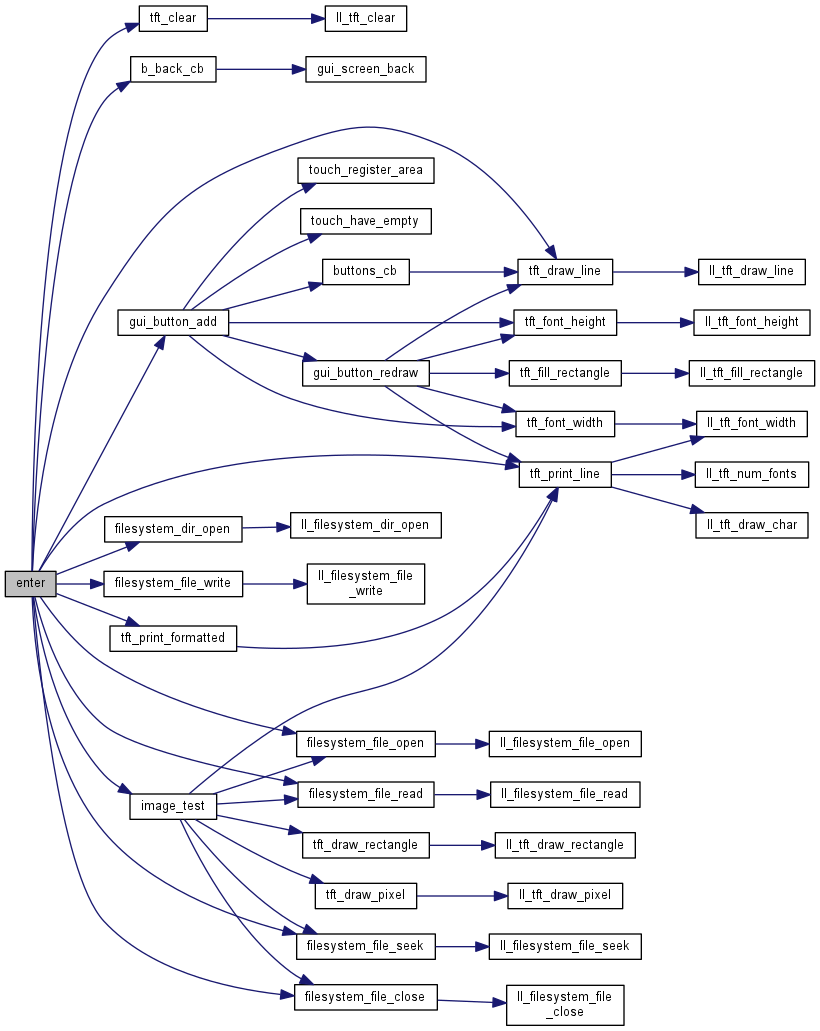 tft_clear
ll_tft_clear
b_back_cb
gui_screen_back
touch_register_area
touch_have_empty
buttons_cb
tft_draw_line
ll_tft_draw_line
gui_button_add
tft_font_height
ll_tft_font_height
gui_button_redraw
tft_fill_rectangle
ll_tft_fill_rectangle
tft_font_width
ll_tft_font_width
tft_print_line
ll_tft_num_fonts
filesystem_dir_open
ll_filesystem_dir_open
ll_tft_draw_char
enter
filesystem_file_write
ll_filesystem_file
_write
tft_print_formatted
filesystem_file_open
ll_filesystem_file_open
image_test
filesystem_file_read
ll_filesystem_file_read
tft_draw_rectangle
ll_tft_draw_rectangle
tft_draw_pixel
ll_tft_draw_pixel
filesystem_file_seek
ll_filesystem_file_seek
filesystem_file_close
ll_filesystem_file
_close